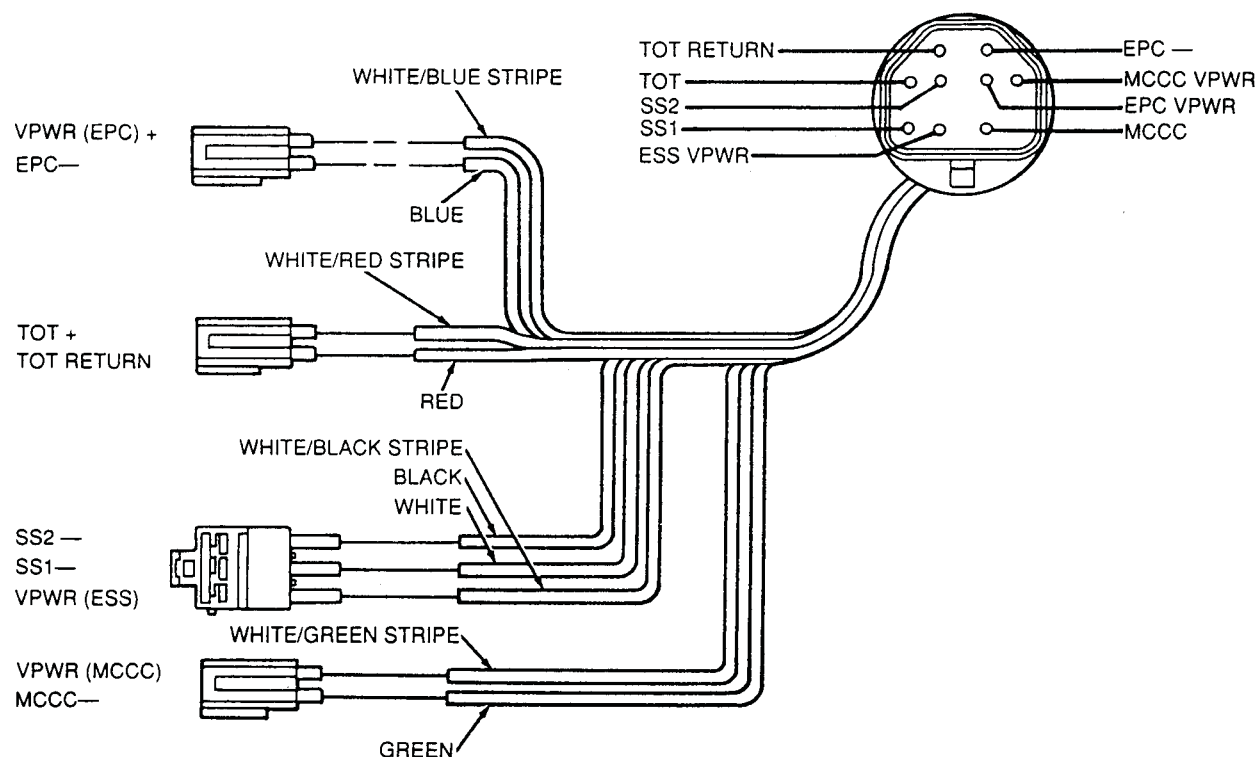 TOT RETURN
EPC —
TOT
MCCC VPWR
SS2
EPC VPWR
SS1
MCCC
ESS VPWR
WHITE/BLUE STRIPE
VPWR (EPC) +
EPC—
BLUE
WHITE/RED STRIPE
TOT +
TOT RETURN
RED
WHITE/BLACK STRIPE
BLACK
WHITE
SS2 —
SS1—
VPWR (ESS)
WHITE/GREEN STRIPE
VPWR (MCCC)
MCCC—
GREEN